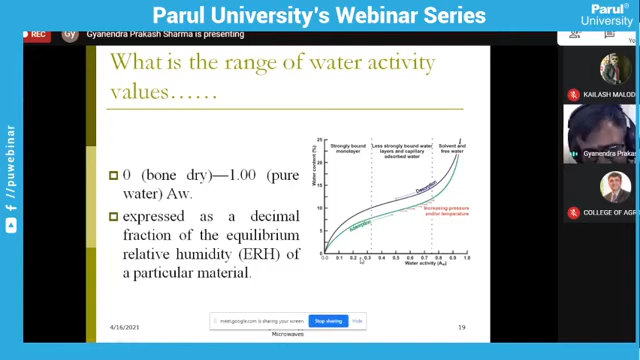 Parul University's Webinar Series
Parul®
University
REC
Gy
Gyanendra Prakash Sharma is presenting
What is the range of water activity
values……
0 (bone dry)—1.00 (pure
water) Aw.
expressed as a decimal
fraction of the equilibrium
relative humidity (ERH) of
a particular material.
Strongly bound
monolayer
Less strongly bound water
layers and capillary
adsorbed water
Solvent and
free water
Water content (%)
25
20
15
10
5
0
Desorption
Adsorption
Increasing pressure
and/or temperature
0.0 0.1 0.2 0.3 0.4 0.5 0.6 0.7 0.8 0.9 1.0
Water activity (Aw)
KAILASH MALOD
Gyanendra Prakas
COLLEGE OF AGR
/puwebinar
4/16/2021
meet.google.com is sharing your screen.
Stop sharing
Hide
Microwaves
19